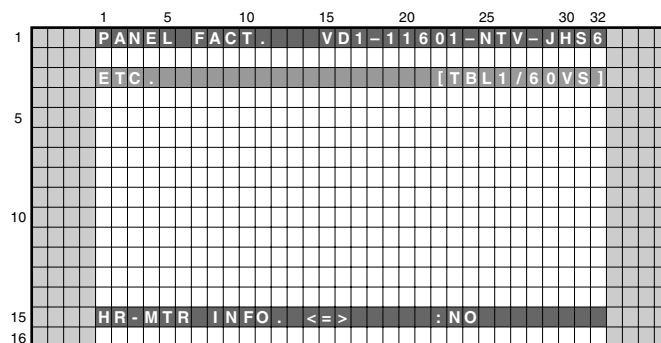 1 5 10 15 20 25 30 32
1 PANEL FACT. VD1–11601–NTV–JHS6
ETC. [TBL1/60VS]
5
10
15 HR-MTR INFO. <=> :NO
16